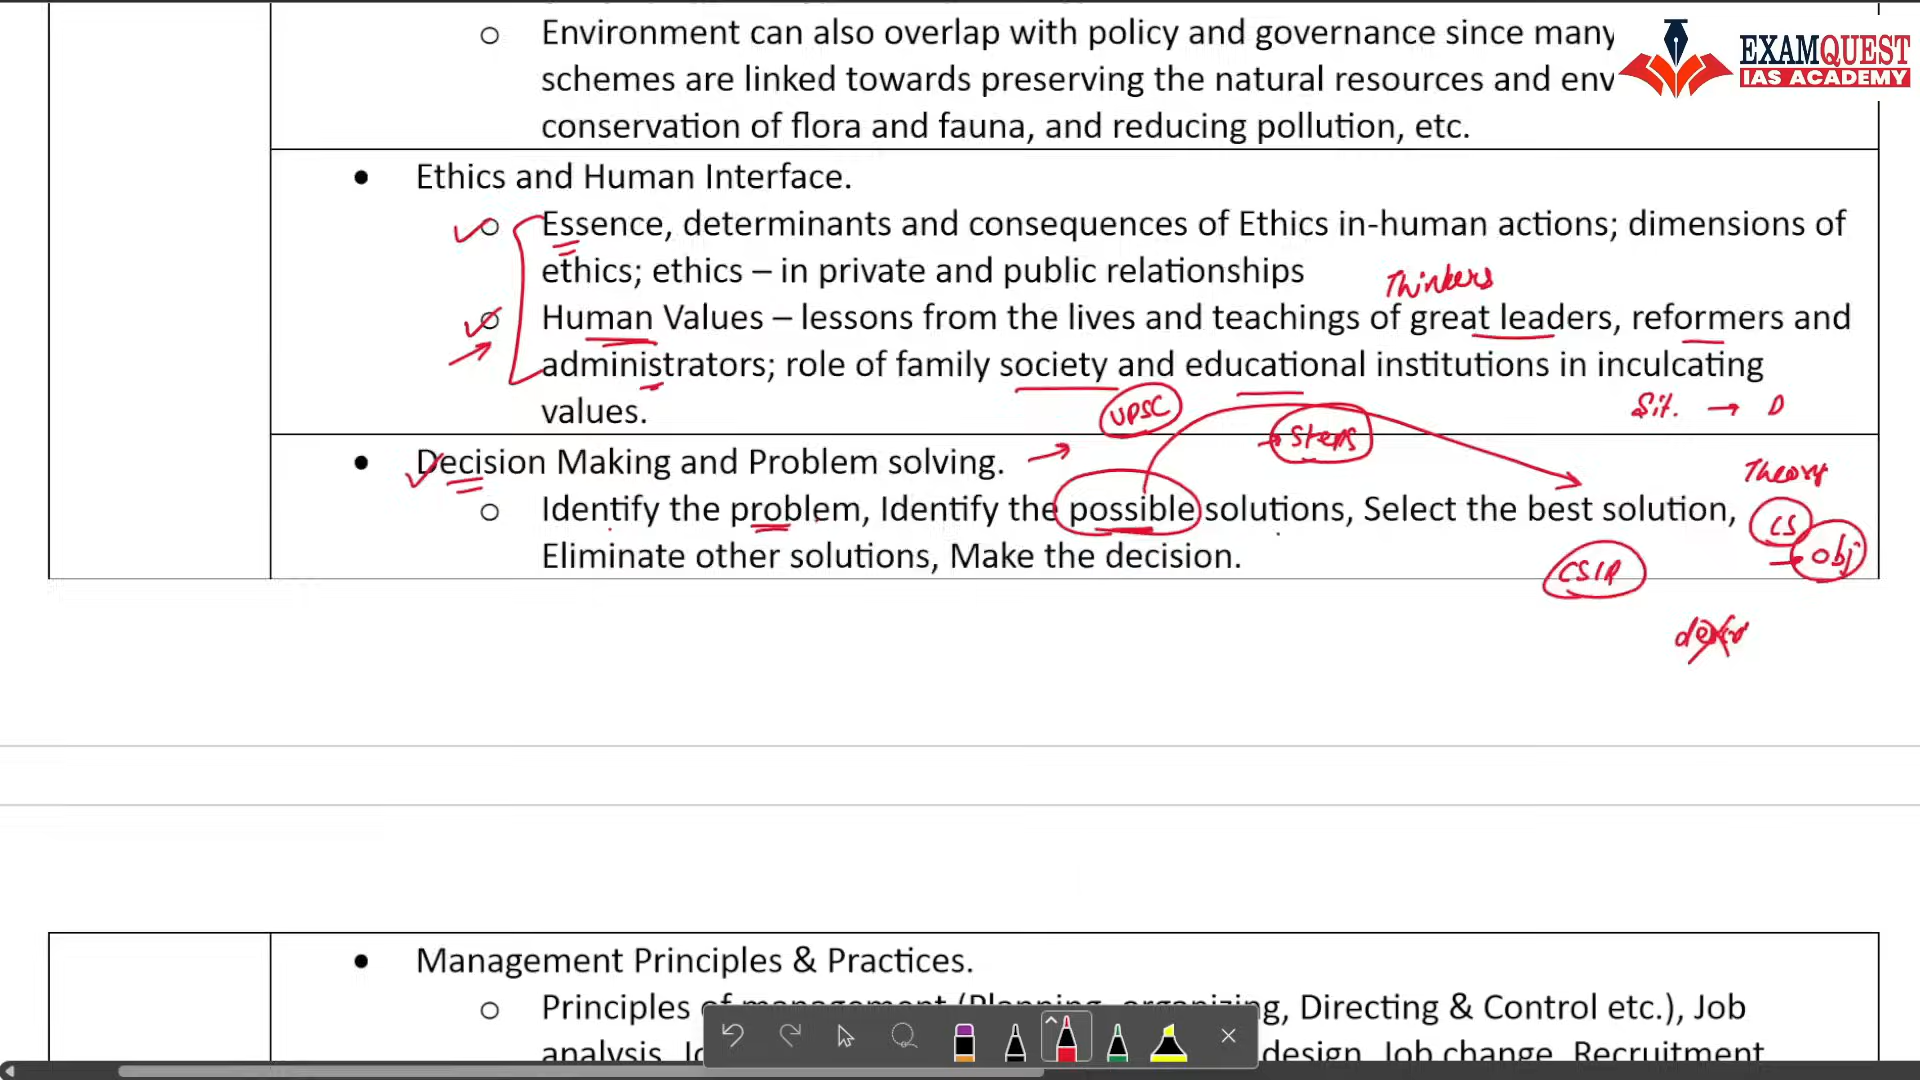 Environment can also overlap with policy and governance since many
schemes are linked towards preserving the natural resources and env
conservation of flora and fauna, and reducing pollution, etc.
EXAMQUEST
IAS ACADEMY
Ethics and Human Interface.
Essence, determinants and consequences of Ethics in-human actions; dimensions of
ethics; ethics – in private and public relationships
Thinkers
Human Values – lessons from the lives and teachings of great leaders, reformers and
administrators; role of family society and educational institutions in inculcating
values.
UPSC
Sit. → D
Steps
Decision Making and Problem solving.
Theory
Identify the problem, Identify the possible solutions, Select the best solution,
CS
Eliminate other solutions, Make the decision.
Obj
CSIR
Management Principles & Practices.
Principles of management (Planning, organizing, Directing & Control etc.), Job
analysis, design, Job change, Recruitment